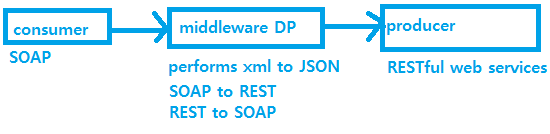 consumer
SOAP
middleware DP
performs xml to JSON
SOAP to REST
REST to SOAP
producer
RESTful web services